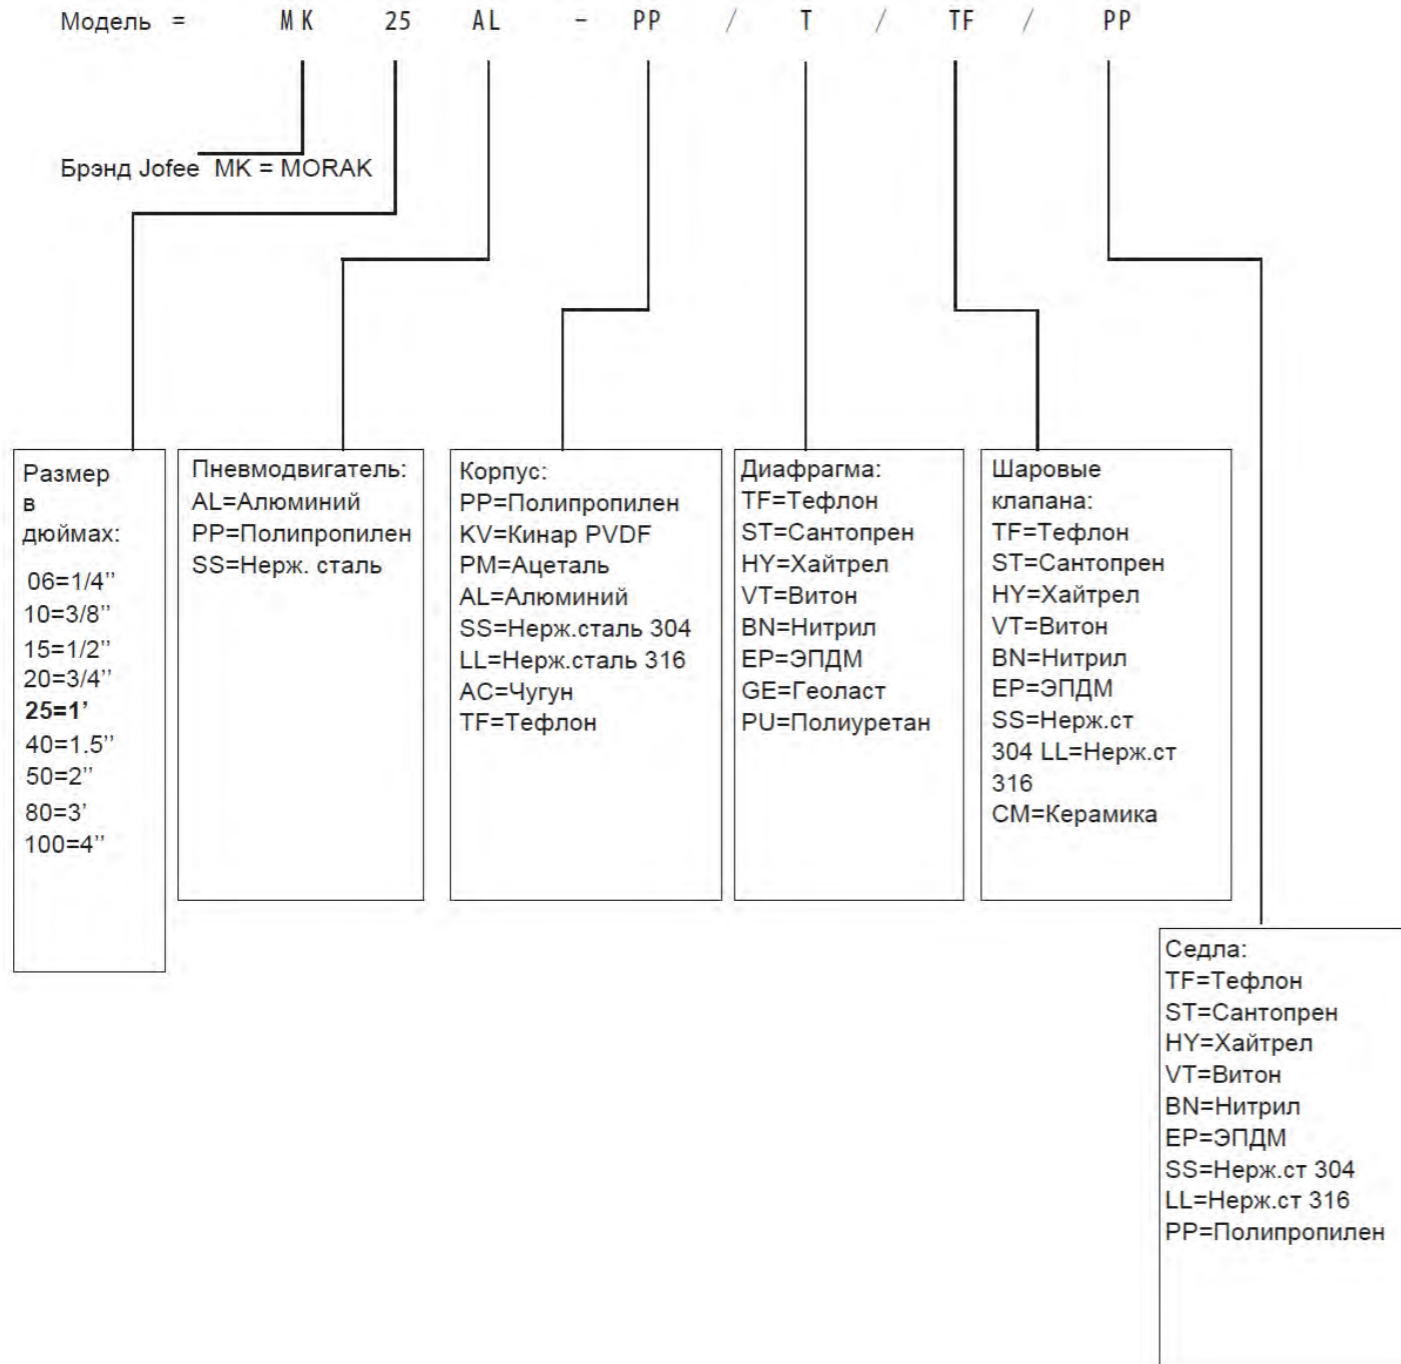 Модель = MK 25 AL - PP / T / TF / PP
Брэнд Jofee MK = MORAK
Размер
в
дюймах:
06=1/4’’
10=3/8’’
15=1/2’’
20=3/4’’
25=1’
40=1.5’’
50=2’’
80=3’
100=4’’
Пневмодвигатель:
AL=Алюминий
PP=Полипропилен
SS=Нерж. сталь
Корпус:
PP=Полипропилен
KV=Кинар PVDF
PM=Ацеталь
AL=Алюминий
SS=Нерж.сталь 304
LL=Нерж.сталь 316
AC=Чугун
TF=Тефлон
Диафрагма:
TF=Тефлон
ST=Сантопрен
HY=Хайтрел
VT=Витон
BN=Нитрил
EP=ЭПДМ
GE=Геоласт
PU=Полиуретан
Шаровые
клапана:
TF=Тефлон
ST=Сантопрен
HY=Хайтрел
VT=Витон
BN=Нитрил
EP=ЭПДМ
SS=Нерж.ст
304 LL=Нерж.ст
316
CM=Керамика
Седла:
TF=Тефлон
ST=Сантопрен
HY=Хайтрел
VT=Витон
BN=Нитрил
EP=ЭПДМ
SS=Нерж.ст 304
LL=Нерж.ст 316
PP=Полипропилен